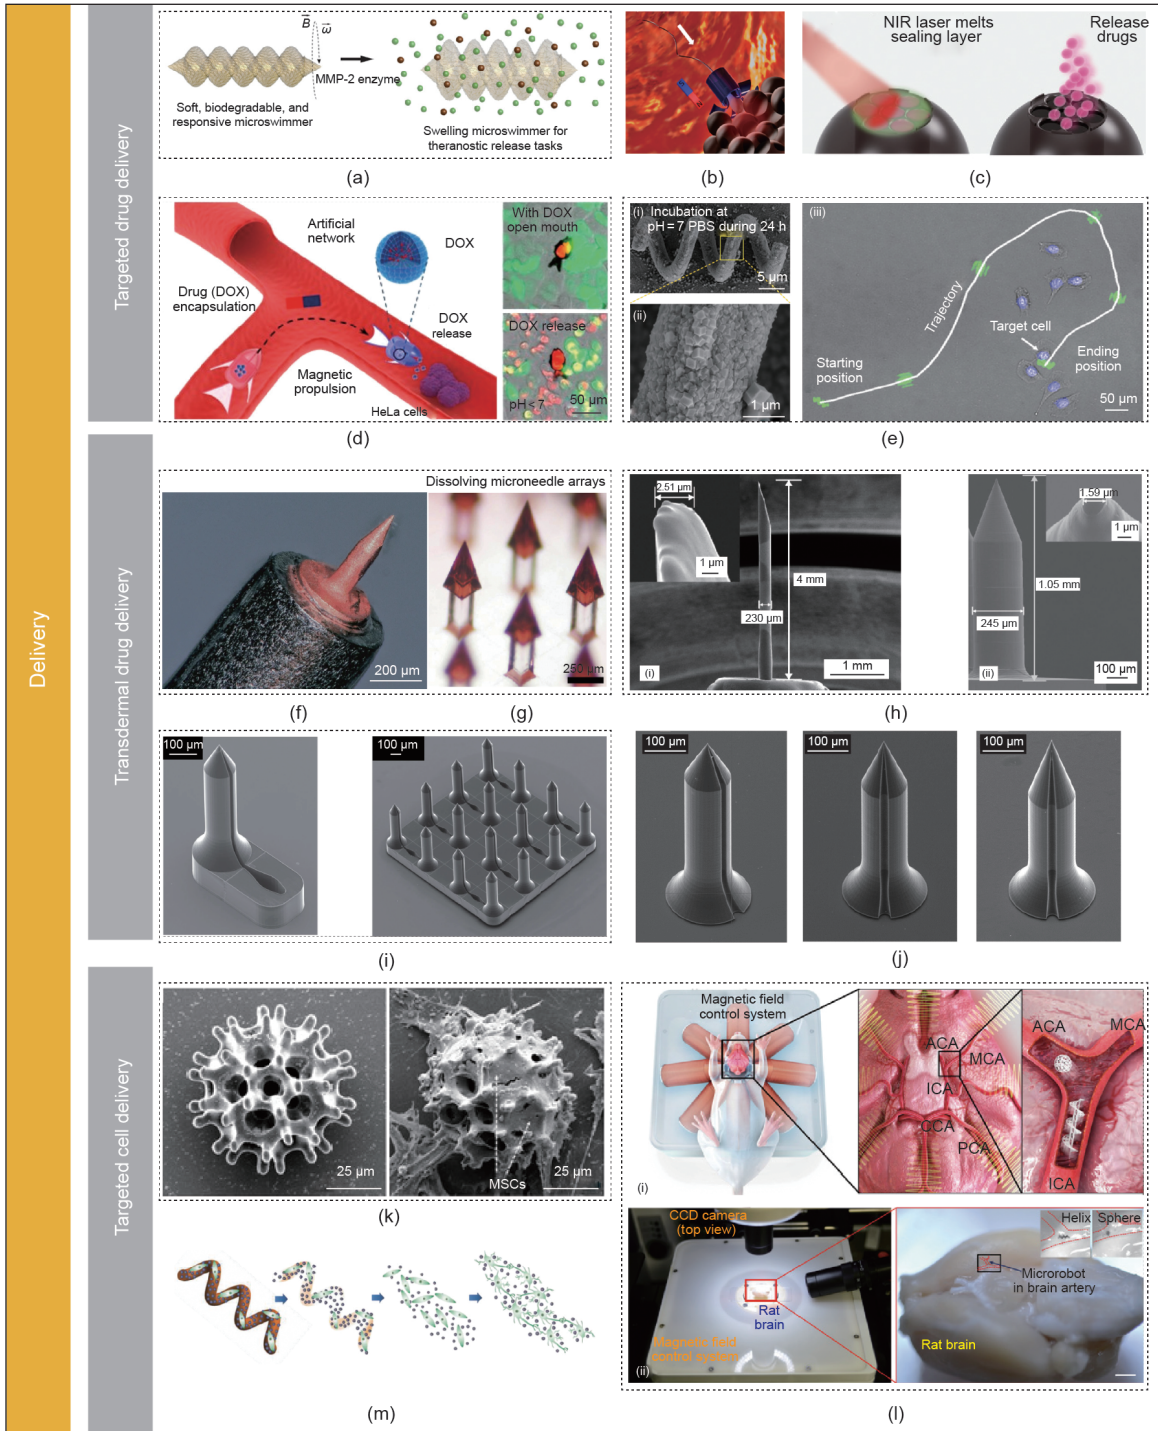 Delivery
Targeted drug delivery
B
ω
MMP-2 enzyme
Soft, biodegradable, and
responsive microswimmer
Swelling microswimmer for
theranostic release tasks
(a)
(b)
NIR laser melts
sealing layer
Release
drugs
(c)
Artificial
network
DOX
Drug (DOX)
encapsulation
DOX
release
Magnetic
propulsion
HeLa cells
With DOX
open mouth
DOX release
pH < 7
50 µm
(d)
(i)
Incubation at
pH = 7 PBS during 24 h
5 µm
(ii)
1 µm
(iii)
Trajectory
Target cell
Starting
position
Ending
position
50 µm
(e)
Transdermal drug delivery
200 µm
(f)
Dissolving microneedle arrays
250 µm
(g)
2.51 µm
1 µm
4 mm
230 µm
1 mm
(i)
1.59 µm
1 µm
1.05 mm
245 µm
100 µm
(ii)
(h)
100 µm
100 µm
(i)
100 µm
100 µm
100 µm
(j)
Targeted cell delivery
25 µm
MSCs
25 µm
(k)
Magnetic field
control system
(i)
ACA
MCA
ICA
CCA
PCA
ACA
MCA
ICA
CCD camera
(top view)
Rat
brain
Magnetic field
control system
(ii)
Helix
Sphere
Microrobot
in brain artery
Rat brain
(l)
(m)